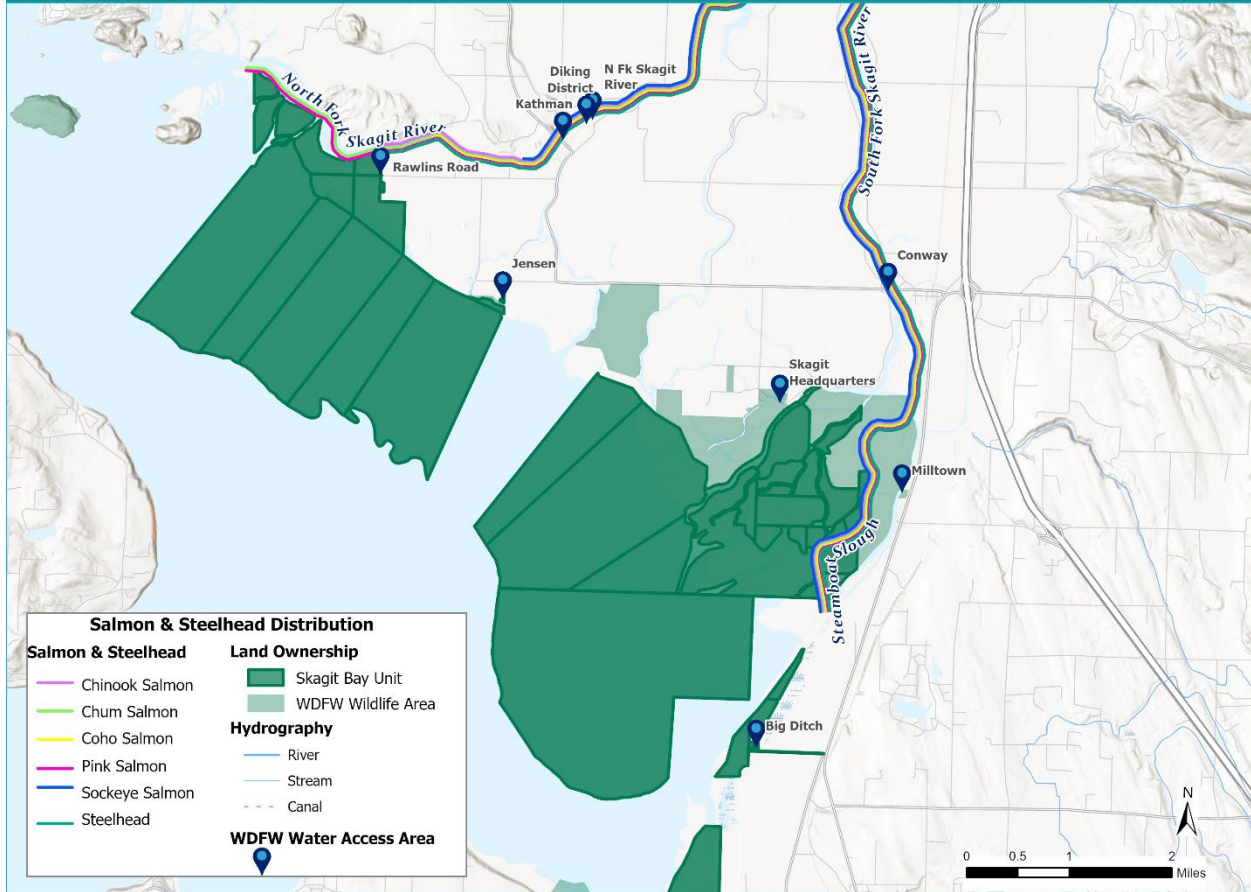 N Fk Skagit
River
Diking
District
Kathman
North Fork
Skagit River
Rawlins Road
South Fork Skagit River
Jensen
Conway
Skagit
Headquarters
Milltown
Steamboat Slough
Big Ditch
Salmon & Steelhead Distribution
Salmon & Steelhead
Chinook Salmon
Chum Salmon
Coho Salmon
Pink Salmon
Sockeye Salmon
Steelhead
Land Ownership
Skagit Bay Unit
WDFW Wildlife Area
Hydrography
River
Stream
Canal
WDFW Water Access Area
N
0 0.5 1 2
Miles